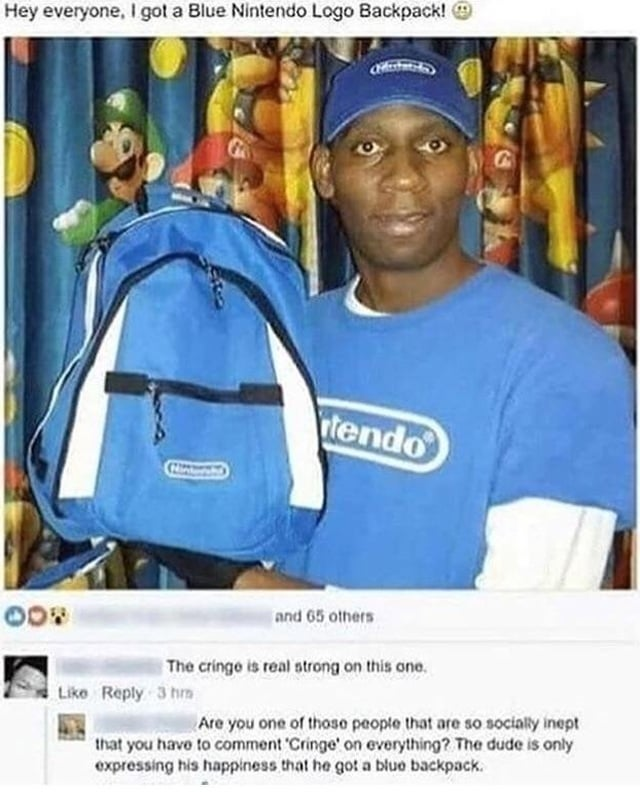 Hey everyone, I got a Blue Nintendo Logo Backpack!
Nintendo
Nintendo
tendo®
and 65 others
The cringe is real strong on this one.
Like Reply 3 hrs
Are you one of those people that are so socially inept
that you have to comment 'Cringe' on everything? The dude is only
expressing his happiness that he got a blue backpack.